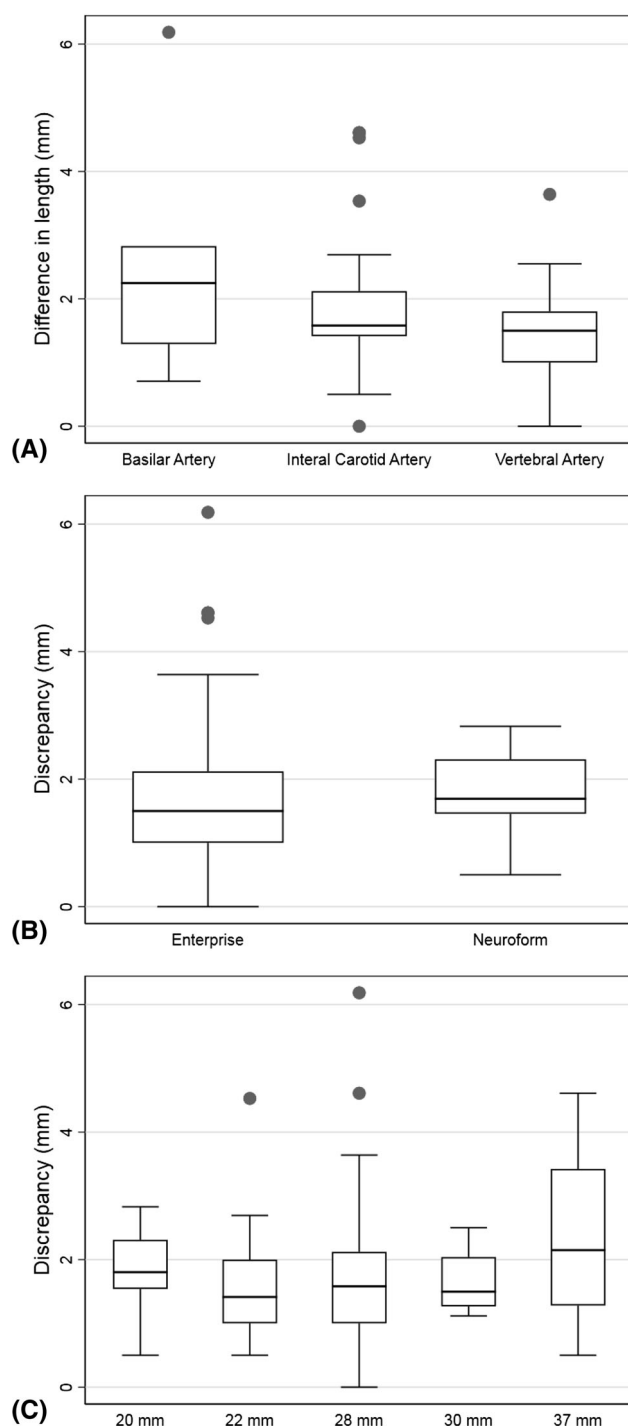 6
4
2
0
Difference in length (mm)
(A)
Basilar Artery Interal Carotid Artery Vertebral Artery
6
4
2
0
Discrepancy (mm)
(B)
Enterprise Neuroform
6
4
2
0
Discrepancy (mm)
(C)
20 mm 22 mm 28 mm 30 mm 37 mm